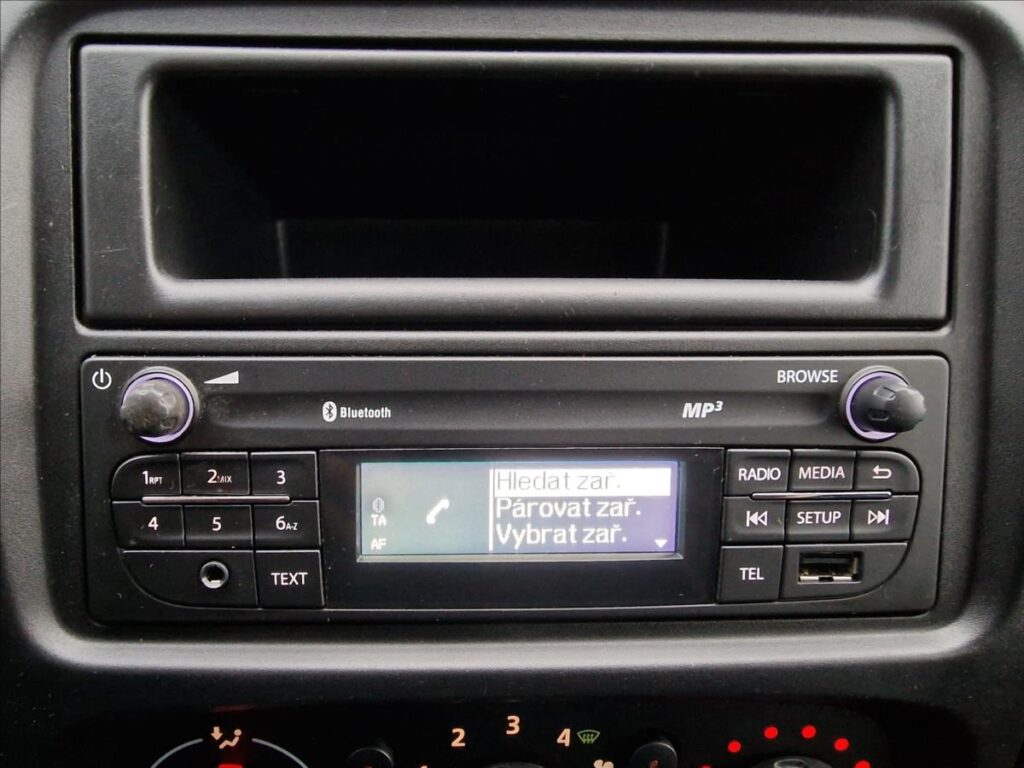 BROWSE
Bluetooth
MP3
1RPT
2MIX
3
4
5
6A-Z
TEXT
TA
AF
Hledat zař.
Párovat zař.
Vybrat zař.
RADIO
MEDIA
SETUP
TEL
2
3
4